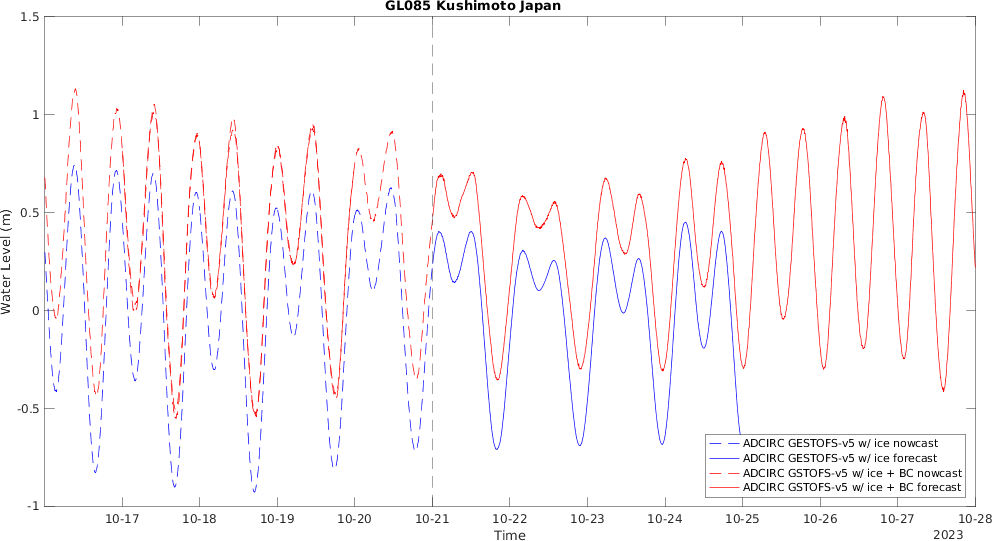 GL085 Kushimoto Japan
1.5
1
0.5
0
-0.5
-1
Water Level (m)
10-17 10-18 10-19 10-20 10-21 10-22 10-23 10-24 10-25 10-26 10-27 10-28
Time
2023
ADCIRC GESTOFS-v5 w/ ice nowcast
ADCIRC GESTOFS-v5 w/ ice forecast
ADCIRC GSTOFS-v5 w/ ice + BC nowcast
ADCIRC GSTOFS-v5 w/ ice + BC forecast